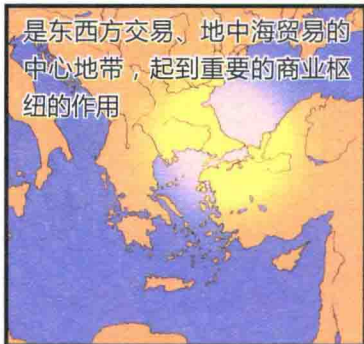 是东西方交易、地中海贸易的
中心地带，起到重要的商业枢
纽的作用